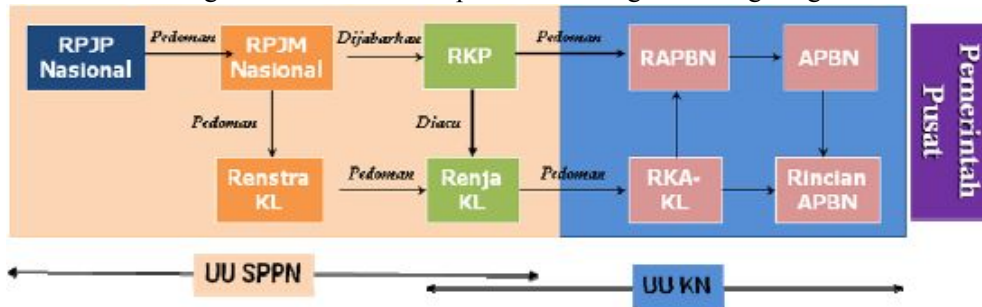 RPJP Nasional
Pedoman
RPJM Nasional
Dijabarkan
RKP
Pedoman
RAPBN
APBN
Pemerintah Pusat
Pedoman
Diacu
Renstra KL
Pedoman
Renja KL
Pedoman
RKA-KL
Rincian APBN
UU SPPN
UU KN